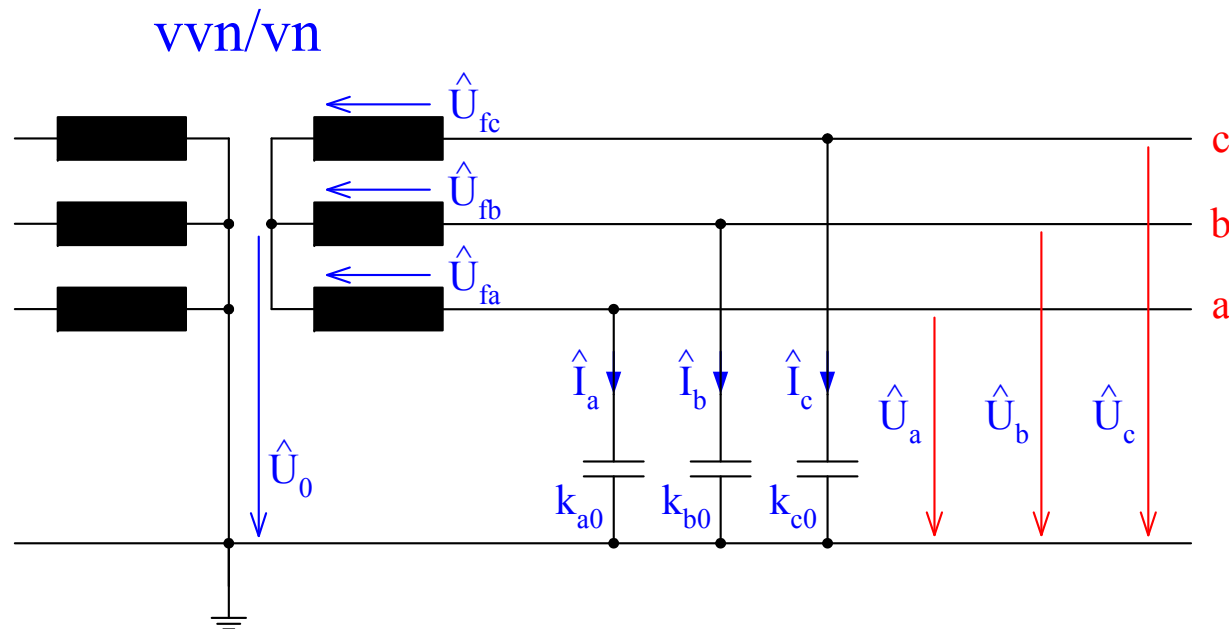 vvn/vn
Û_fc
c
Û_fb
b
Û_fa
a
Î_a Î_b Î_c
Û_a Û_b Û_c
Û_0
k_a0 k_b0 k_c0